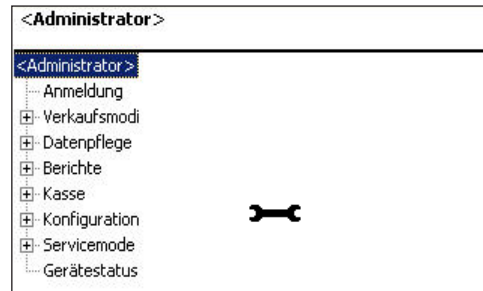 <Administrator>
<Administrator>
Anmeldung
Verkaufsmodi
Datenpflege
Berichte
Kasse
Konfiguration
Servicemode
Gerätestatus